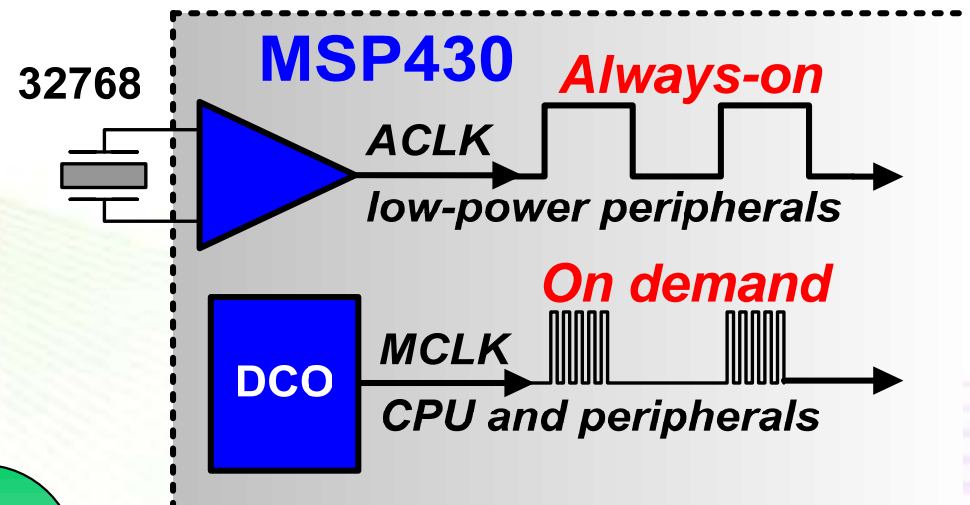 MSP430
32768
Always-on
ACLK
low-power peripherals
On demand
MCLK
DCO
CPU and peripherals